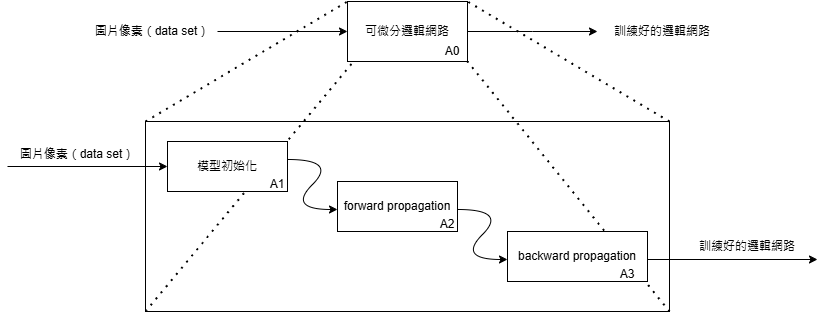 圖片像素（data set）
可微分邏輯網路
A0
訓練好的邏輯網路
圖片像素（data set）
模型初始化
A1
forward propagation
A2
backward propagation
A3
訓練好的邏輯網路